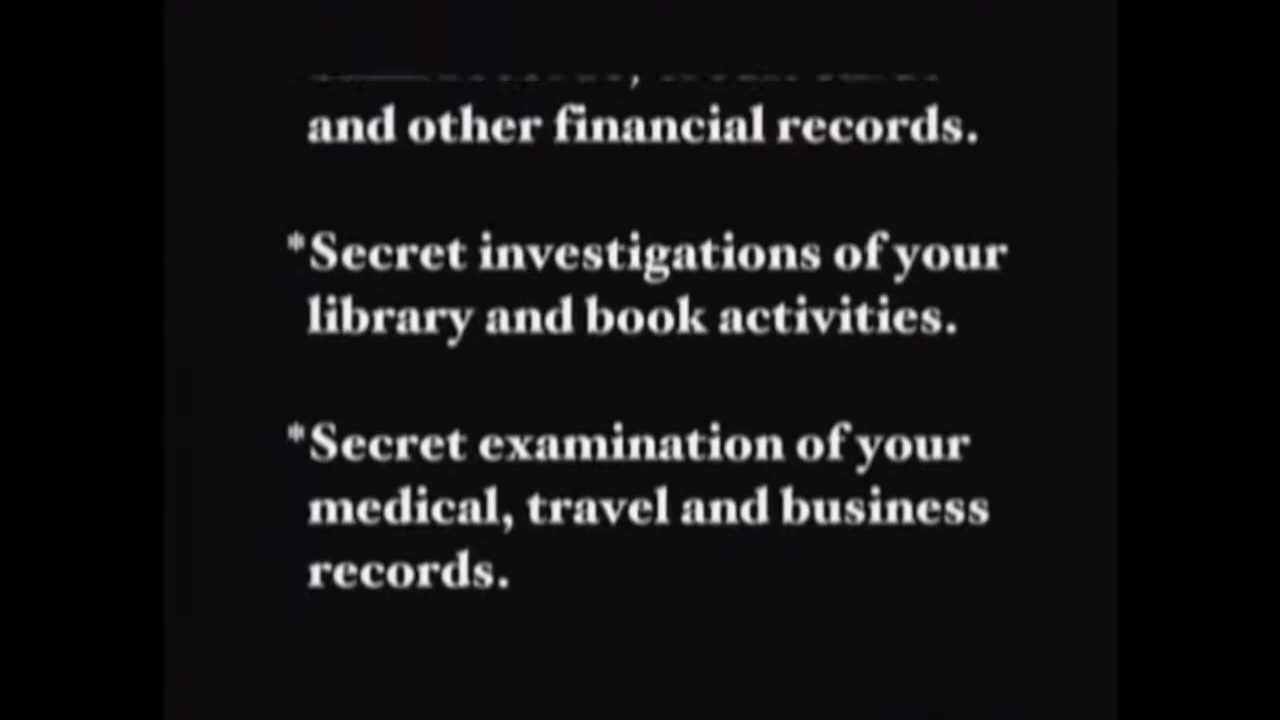 and other financial records.
*Secret investigations of your
library and book activities.
*Secret examination of your
medical, travel and business
records.